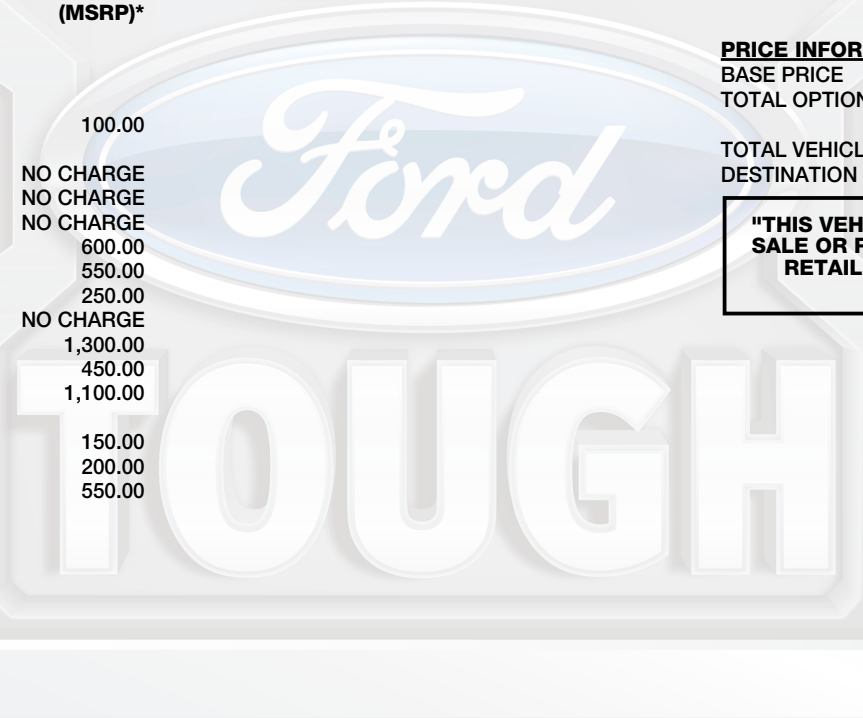 (MSRP)*
100.00
NO CHARGE
NO CHARGE
NO CHARGE
600.00
550.00
250.00
NO CHARGE
1,300.00
450.00
1,100.00
150.00
200.00
550.00
PRICE INFOR
BASE PRICE
TOTAL OPTION
TOTAL VEHICL
DESTINATION
"THIS VEH
SALE OR F
RETAIL
Ford
TOUGH